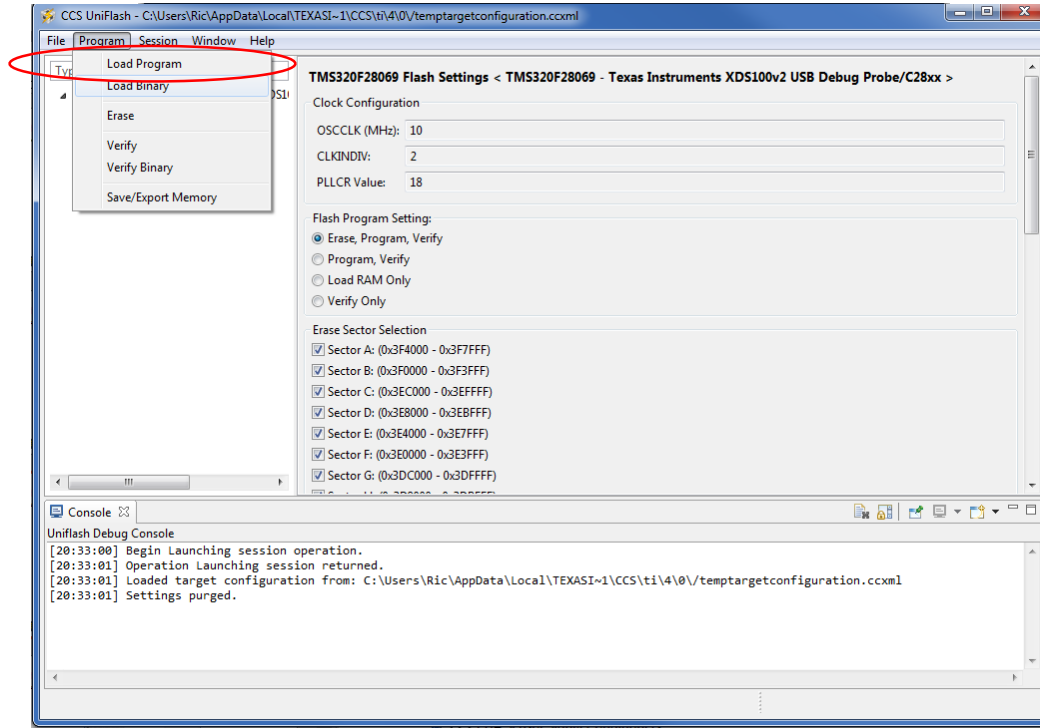 CCS UniFlash - C:\Users\Ric\AppData\Local\TEXASI~1\CCS\ti\4\0\/temptargetconfiguration.ccxml
File Program Session Window Help
Load Program
Load Binary
Erase
Verify
Verify Binary
Save/Export Memory
TMS320F28069 Flash Settings < TMS320F28069 - Texas Instruments XDS100v2 USB Debug Probe/C28xx >
Clock Configuration
OSCCLK (MHz): 10
CLKINDIV: 2
PLLCR Value: 18
Flash Program Setting:
Erase, Program, Verify
Program, Verify
Load RAM Only
Verify Only
Erase Sector Selection
Sector A: (0x3F4000 - 0x3F7FFF)
Sector B: (0x3F0000 - 0x3F3FFF)
Sector C: (0x3EC000 - 0x3EFFFF)
Sector D: (0x3E8000 - 0x3EBFFF)
Sector E: (0x3E4000 - 0x3E7FFF)
Sector F: (0x3E0000 - 0x3E3FFF)
Sector G: (0x3DC000 - 0x3DFFFF)
Console
Uniflash Debug Console
[20:33:00] Begin Launching session operation.
[20:33:01] Operation Launching session returned.
[20:33:01] Loaded target configuration from: C:\Users\Ric\AppData\Local\TEXASI~1\CCS\ti\4\0\/temptargetconfiguration.ccxml
[20:33:01] Settings purged.